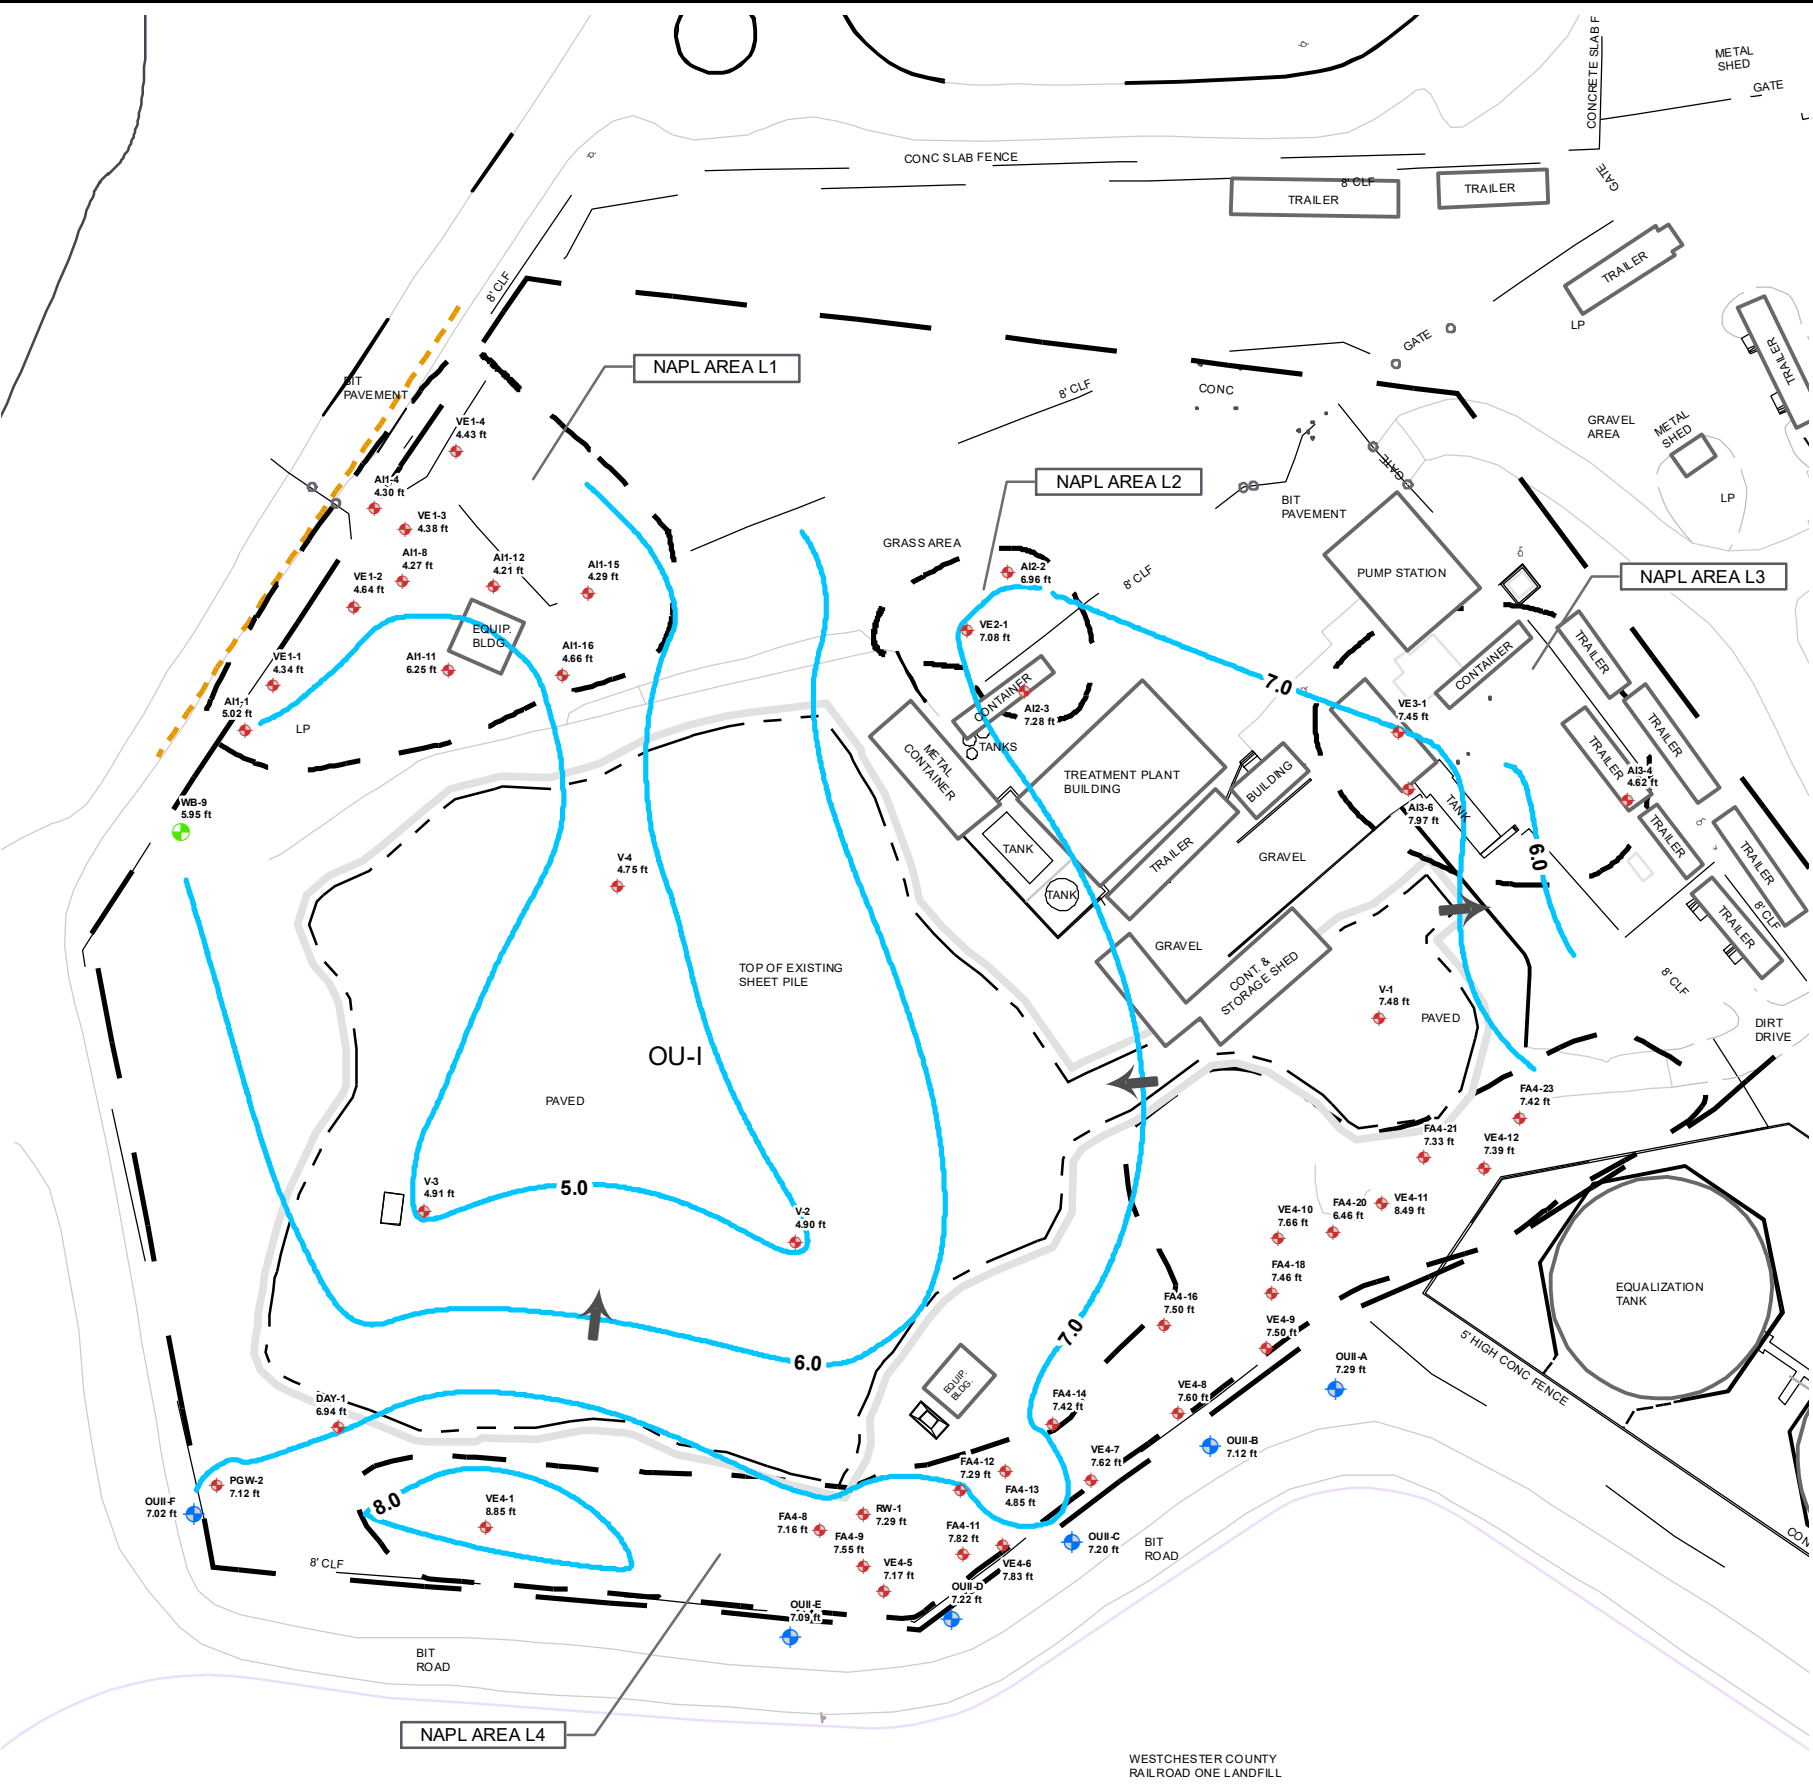 CONCRETE SLAB F
METAL
SHED
GATE
CONC SLAB FENCE
8' CLF
TRAILER
TRAILER
GATE
TRAILER
8' CLF
LP
GATE
TRAILER
NAPL AREA L1
BIT
PAVEMENT
8' CLF
CONC
GRAVEL
AREA
METAL
SHED
VE1-4
4.43 ft
GATE
NAPL AREA L2
LP
AI1-4
4.30 ft
BIT
PAVEMENT
VE1-3
4.38 ft
GRASS AREA
AI1-8
4.27 ft
AI1-12
4.21 ft
AI1-15
4.29 ft
AI2-2
6.96 ft
8' CLF
PUMP STATION
NAPL AREA L3
VE1-2
4.64 ft
EQUIP.
BLDG.
VE2-1
7.08 ft
TRAILER
VE1-1
4.34 ft
AI1-11
6.25 ft
AI1-16
4.66 ft
CONTAINER
CONTAINER
7.0
AI1-1
5.02 ft
LP
AI2-3
7.28 ft
VE3-1
7.45 ft
TRAILER
TANKS
METAL
CONTAINER
TREATMENT PLANT
BUILDING
BUILDING
TRAILER
AI3-4
4.62 ft
WB-9
5.95 ft
AI3-6
7.97 ft
TANK
TRAILER
TANK
TRAILER
GRAVEL
6.0
TRAILER
V-4
4.75 ft
TANK
8' CLF
TRAILER
GRAVEL
TOP OF EXISTING
SHEET PILE
CONT. &
STORAGE SHED
8' CLF
V-1
7.48 ft
PAVED
DIRT
DRIVE
OU-I
PAVED
FA4-23
7.42 ft
FA4-21
7.33 ft
VE4-12
7.39 ft
V-3
4.91 ft
5.0
V-2
4.90 ft
VE4-10
7.66 ft
FA4-20
6.46 ft
VE4-11
8.49 ft
FA4-18
7.46 ft
EQUALIZATION
TANK
FA4-16
7.50 ft
VE4-9
7.50 ft
7.0
5' HIGH CONC FENCE
6.0
OUII-A
7.29 ft
EQUIP.
BLDG.
DAY-1
6.94 ft
FA4-14
7.42 ft
VE4-8
7.60 ft
OUII-B
7.12 ft
VE4-7
7.62 ft
FA4-12
7.29 ft
PGW-2
7.12 ft
FA4-13
4.85 ft
OUII-F
7.02 ft
8.0
VE4-1
8.85 ft
RW-1
7.29 ft
FA4-8
7.16 ft
FA4-9
7.55 ft
FA4-11
7.82 ft
OUII-C
7.20 ft
BIT
ROAD
CON
8' CLF
VE4-5
7.17 ft
VE4-6
7.83 ft
OUII-D
7.22 ft
OUII-E
7.09 ft
BIT
ROAD
NAPL AREA L4
WESTCHESTER COUNTY
RAILROAD ONE LANDFILL